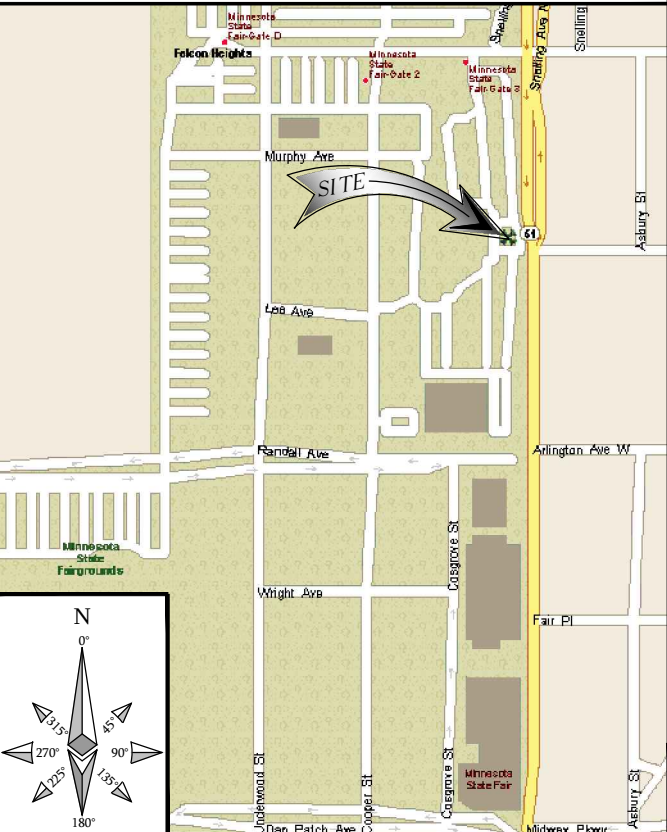 Minnesota
State
Fair-Gate D
Snelling
Snelling Ave N
Snelling
Falcon Heights
Minnesota
State
Fair-Gate 2
Minnesota
State
Fair-Gate 3
Murphy Ave
SITE
51
Asbury St
Lee Ave
Randall Ave
Arlington Ave W
Minnesota
State
Fairgrounds
Cosgrove St
Wright Ave
Fair Pl
N
0°
315°
45°
270°
90°
225°
135°
180°
Underwood St
Cooper St
Cosgrove St
Minnesota
State Fair
Asbury St
Dan Patch Ave
Midway Pkwy